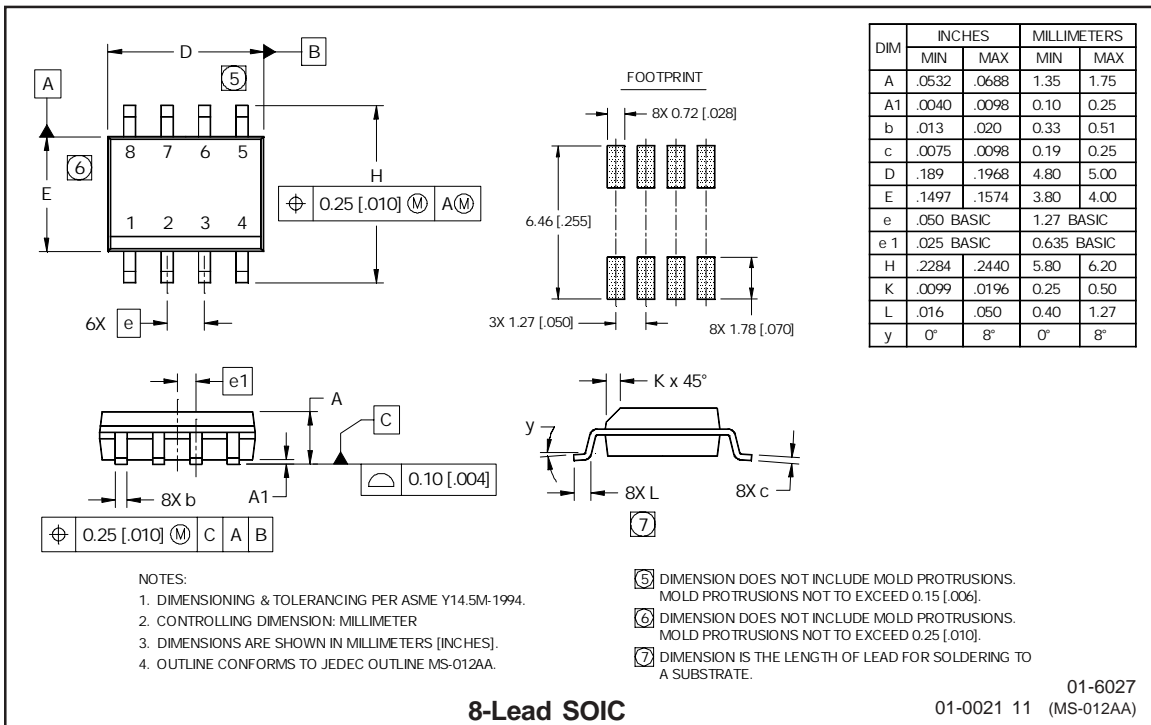 D
B
5
A
8 7 6 5
6
E
H
1 2 3 4
⌖ 0.25 [.010] Ⓜ A Ⓜ
6X e
FOOTPRINT
8X 0.72 [.028]
6.46 [.255]
3X 1.27 [.050]
8X 1.78 [.070]
DIM INCHES MILLIMETERS
MIN MAX MIN MAX
A .0532 .0688 1.35 1.75
A1 .0040 .0098 0.10 0.25
b .013 .020 0.33 0.51
c .0075 .0098 0.19 0.25
D .189 .1968 4.80 5.00
E .1497 .1574 3.80 4.00
e .050 BASIC 1.27 BASIC
e 1 .025 BASIC 0.635 BASIC
H .2284 .2440 5.80 6.20
K .0099 .0196 0.25 0.50
L .016 .050 0.40 1.27
y 0° 8° 0° 8°
e1
A
C
0.10 [.004]
8X b
A1
⌖ 0.25 [.010] Ⓜ C A B
K x 45°
y
8X L
7
8X c
NOTES:
1. DIMENSIONING & TOLERANCING PER ASME Y14.5M-1994.
2. CONTROLLING DIMENSION: MILLIMETER
3. DIMENSIONS ARE SHOWN IN MILLIMETERS [INCHES].
4. OUTLINE CONFORMS TO JEDEC OUTLINE MS-012AA.
5 DIMENSION DOES NOT INCLUDE MOLD PROTRUSIONS.
MOLD PROTRUSIONS NOT TO EXCEED 0.15 [.006].
6 DIMENSION DOES NOT INCLUDE MOLD PROTRUSIONS.
MOLD PROTRUSIONS NOT TO EXCEED 0.25 [.010].
7 DIMENSION IS THE LENGTH OF LEAD FOR SOLDERING TO
A SUBSTRATE.
8-Lead SOIC
01-6027
01-0021 11 (MS-012AA)